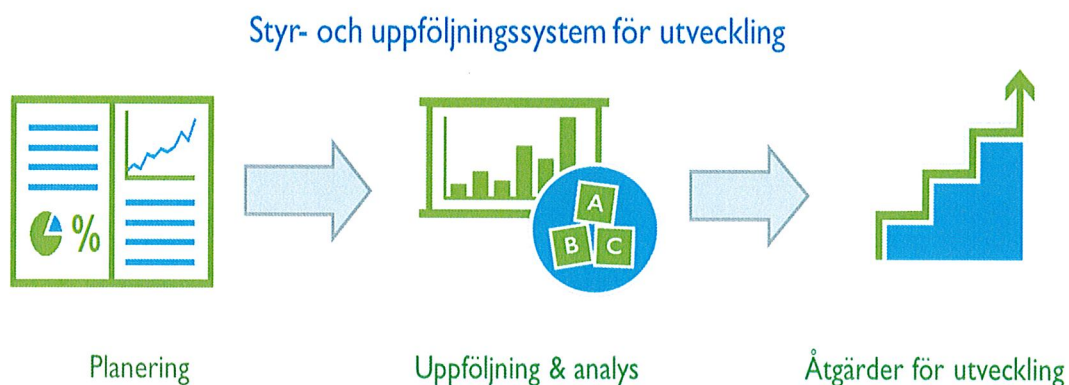 Styr- och uppföljningssystem för utveckling
%
A
B C
Planering
Uppföljning & analys
Åtgärder för utveckling